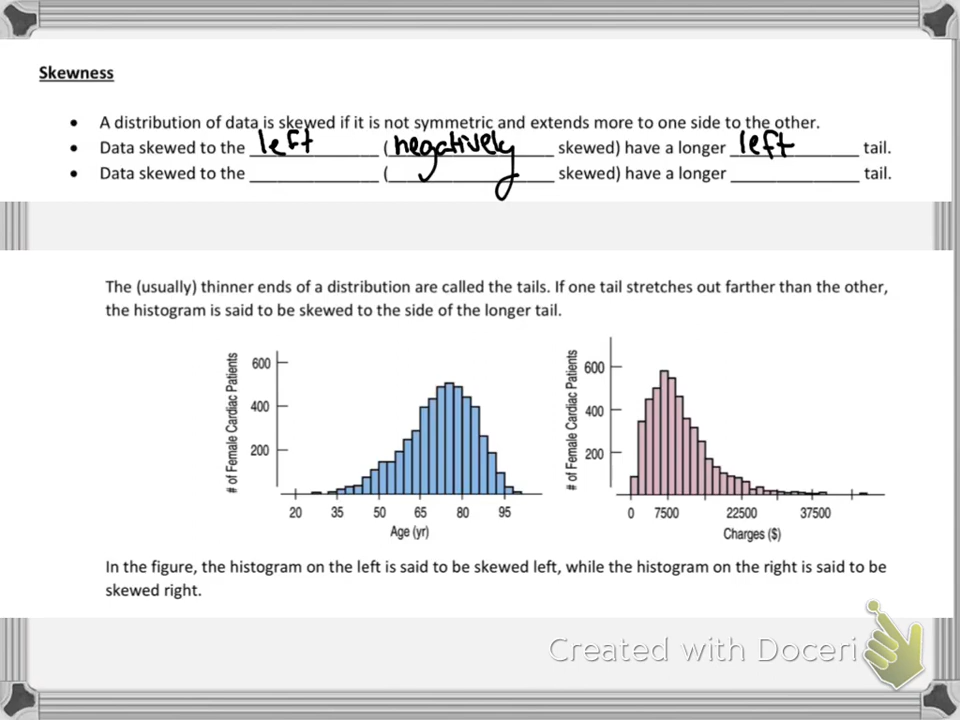 Skewness
• A distribution of data is skewed if it is not symmetric and extends more to one side to the other.
• Data skewed to the left (negatively skewed) have a longer left tail.
• Data skewed to the ______________ (__________________ skewed) have a longer ______________ tail.
The (usually) thinner ends of a distribution are called the tails. If one tail stretches out farther than the other,
the histogram is said to be skewed to the side of the longer tail.
# of Female Cardiac Patients
600
400
200
20 35 50 65 80 95
Age (yr)
# of Female Cardiac Patients
600
400
200
0 7500 22500 37500
Charges ($)
In the figure, the histogram on the left is said to be skewed left, while the histogram on the right is said to be
skewed right.
Created with Doceri